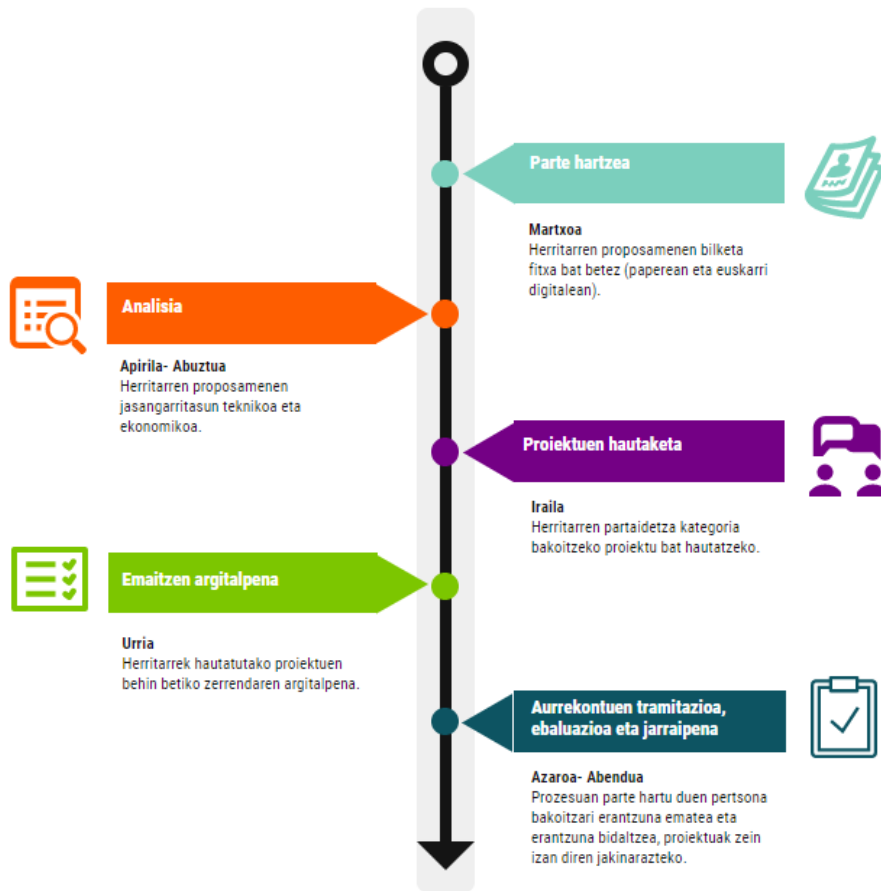 Parte hartzea
Martxoa
Herritarren proposamenen bilketa
fitxa bat betez (paperean eta euskarri
digitalean).
Analisia
Apirila- Abuztua
Herritarren proposamenen
jasangarritasun teknikoa eta
ekonomikoa.
Proiektuen hautaketa
Iraila
Herritarren partaidetza kategoria
bakoitzeko proiektu bat hautatzeko.
Emaitzen argitalpena
Urria
Herritarrek hautatutako proiektuen
behin betiko zerrendaren argitalpena.
Aurrekontuen tramitazioa,
ebaluazioa eta jarraipena
Azaroa- Abendua
Prozesuan parte hartu duen pertsona
bakoitzari erantzuna ematea eta
erantzuna bidaltzea, proiektuak zein
izan diren jakinarazteko.